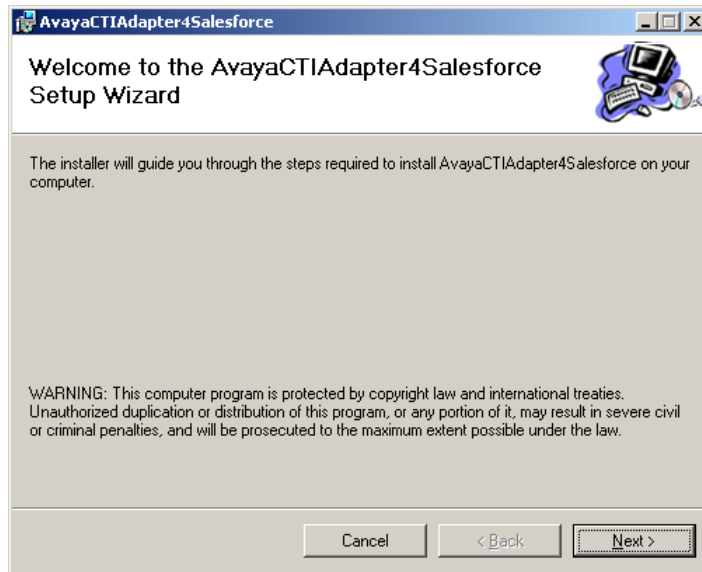 AvayaCTIAdapter4Salesforce
Welcome to the AvayaCTIAdapter4Salesforce
Setup Wizard
The installer will guide you through the steps required to install AvayaCTIAdapter4Salesforce on your
computer.
WARNING: This computer program is protected by copyright law and international treaties.
Unauthorized duplication or distribution of this program, or any portion of it, may result in severe civil
or criminal penalties, and will be prosecuted to the maximum extent possible under the law.
Cancel < Back Next >